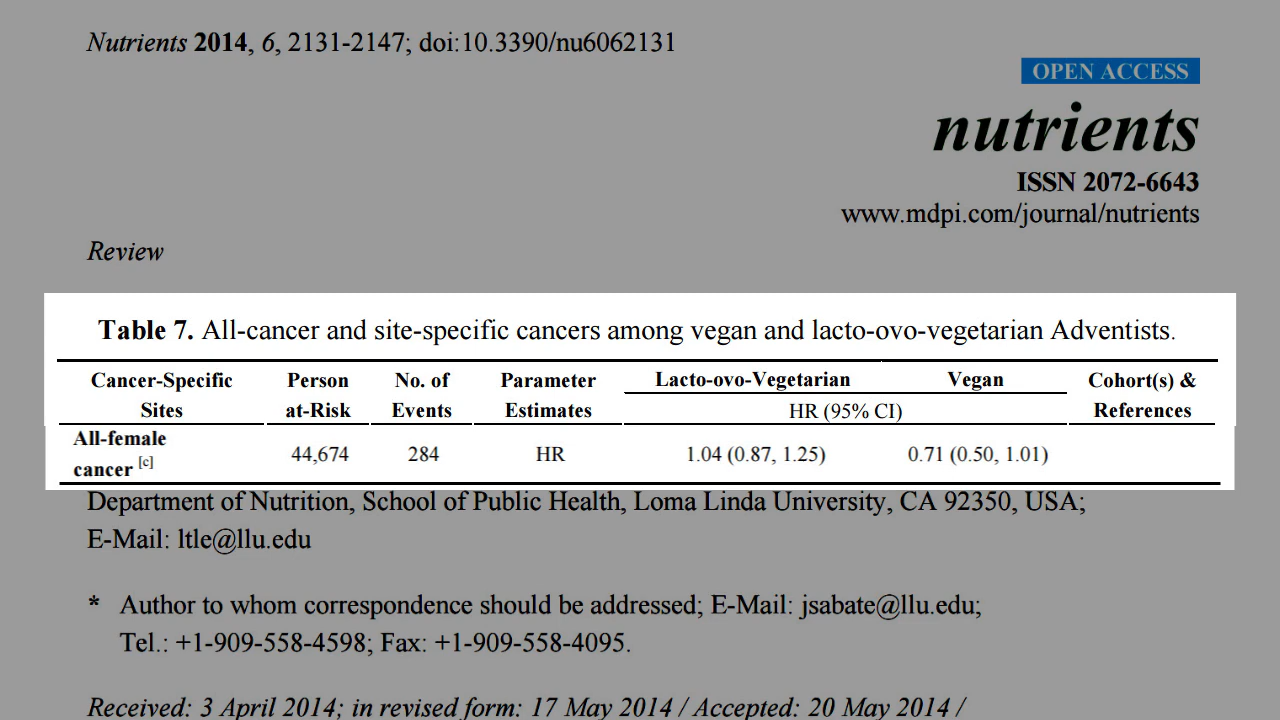 Nutrients 2014, 6, 2131-2147; doi:10.3390/nu6062131
OPEN ACCESS
nutrients
ISSN 2072-6643
www.mdpi.com/journal/nutrients
Review
Table 7. All-cancer and site-specific cancers among vegan and lacto-ovo-vegetarian Adventists.
Cancer-Specific Person No. of Parameter Lacto-ovo-Vegetarian Vegan Cohort(s) &
Sites at-Risk Events Estimates HR (95% CI) References
All-female
cancer [c] 44,674 284 HR 1.04 (0.87, 1.25) 0.71 (0.50, 1.01)
Department of Nutrition, School of Public Health, Loma Linda University, CA 92350, USA;
E-Mail: ltle@llu.edu
* Author to whom correspondence should be addressed; E-Mail: jsabate@llu.edu;
Tel.: +1-909-558-4598; Fax: +1-909-558-4095.
Received: 3 April 2014; in revised form: 17 May 2014 / Accepted: 20 May 2014 /